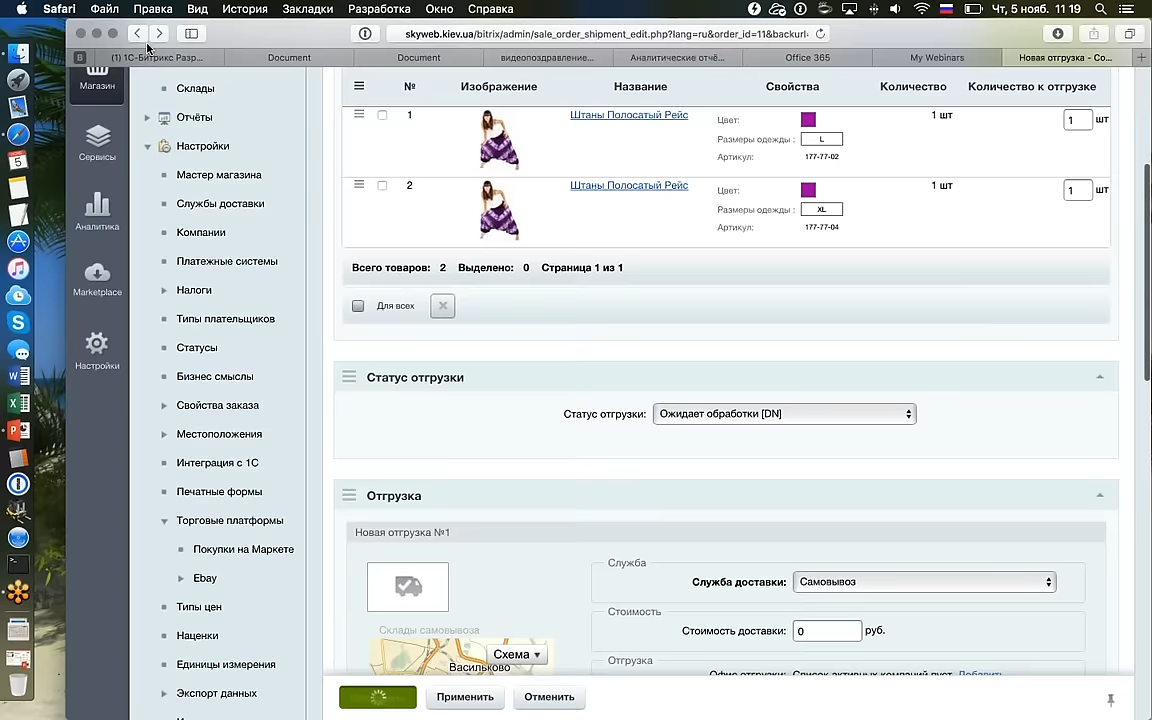 Safari Файл Правка Вид История Закладки Разработка Окно Справка Чт, 5 нояб. 11 19
skyweb.kiev.ua/bitrix/admin/sale_order_shipment_edit.php?lang=ru&order_id=11&backurl-
(1) 1С-Битрикс Разр... Document Document видеопоздравление... Аналитические отчё... Office 365 My Webinars Новая отгрузка - Со...
Магазин
Сервисы
Аналитика
Marketplace
Настройки
Склады
Отчёты
Настройки
Мастер магазина
Службы доставки
Компании
Платежные системы
Налоги
Типы плательщиков
Статусы
Бизнес смыслы
Свойства заказа
Местоположения
Интеграция с 1С
Печатные формы
Торговые платформы
Покупки на Маркете
Ebay
Типы цен
Наценки
Единицы измерения
Экспорт данных
№ Изображение Название Свойства Количество Количество к отгрузке
1 Штаны Полосатый Рейс Цвет: 1 шт 1 шт
Размеры одежды : L
Артикул: 177-77-02
2 Штаны Полосатый Рейс Цвет: 1 шт 1 шт
Размеры одежды : XL
Артикул: 177-77-04
Всего товаров: 2 Выделено: 0 Страница 1 из 1
Для всех
Статус отгрузки
Статус отгрузки: Ожидает обработки [DN]
Отгрузка
Новая отгрузка №1
Служба
Служба доставки: Самовывоз
Стоимость
Стоимость доставки: 0 руб.
Склады самовывоза
Схема
Васильково
Отгрузка
Офис отгрузки: Список активных компаний пуст. Добавить
Применить Отменить